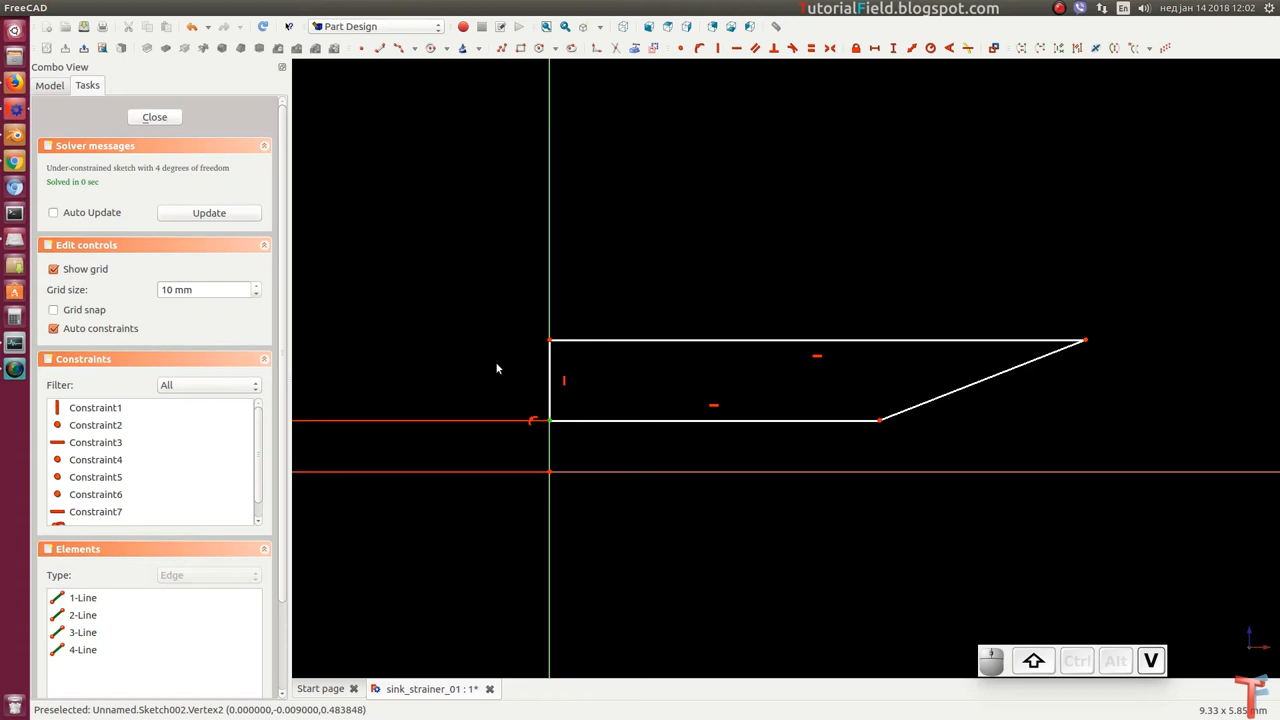 FreeCAD
TutorialField.blogspot.com
En
нед јан 14 2018 12:02
Part Design
Combo View
Model
Tasks
Close
Solver messages
Under-constrained sketch with 4 degrees of freedom
Solved in 0 sec
Auto Update
Update
Edit controls
Show grid
Grid size:
10 mm
Grid snap
Auto constraints
Constraints
Filter:
All
Constraint1
Constraint2
Constraint3
Constraint4
Constraint5
Constraint6
Constraint7
Elements
Type:
Edge
1-Line
2-Line
3-Line
4-Line
Ctrl
Alt
V
Start page
sink_strainer_01 : 1*
Preselected: Unnamed.Sketch002.Vertex2 (0.000000,-0.009000,0.483848)
9.33 x 5.85 mm